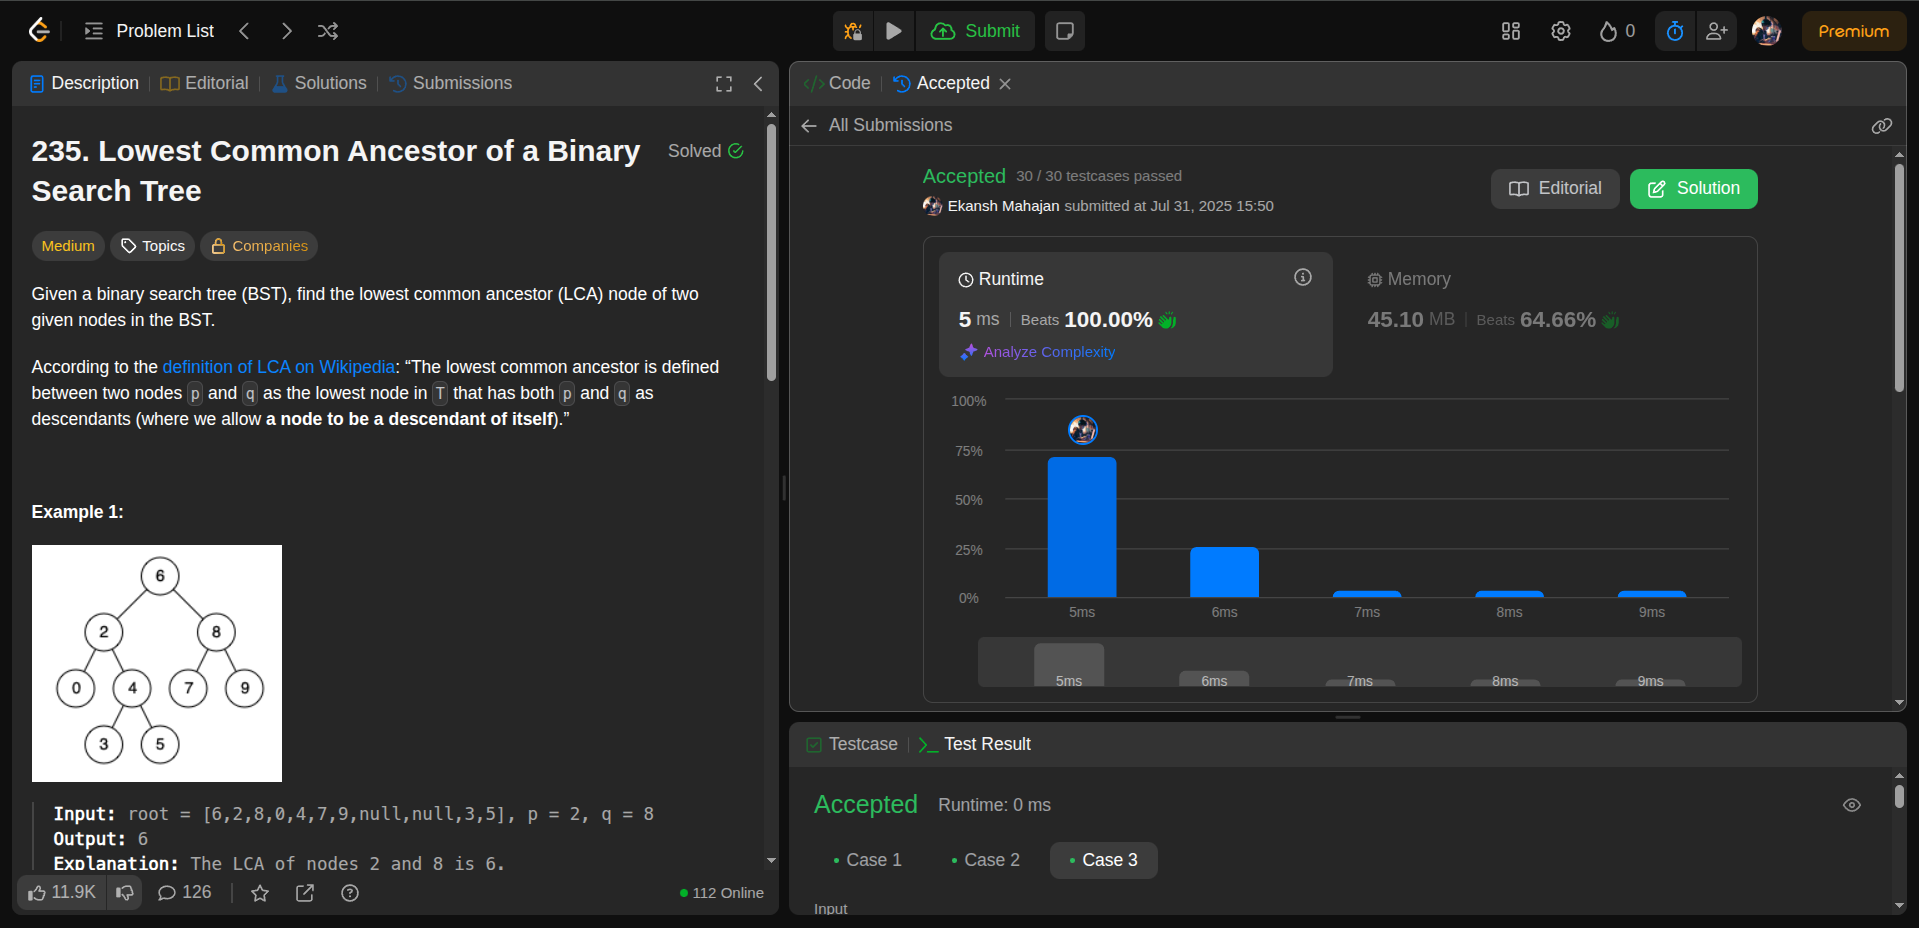 Problem List
Submit
0
Premium
Description
Editorial
Solutions
Submissions
235. Lowest Common Ancestor of a Binary
Search Tree
Solved
Medium
Topics
Companies
Given a binary search tree (BST), find the lowest common ancestor (LCA) node of two
given nodes in the BST.
According to the definition of LCA on Wikipedia: “The lowest common ancestor is defined
between two nodes p and q as the lowest node in T that has both p and q as
descendants (where we allow a node to be a descendant of itself).”
Example 1:
6
2 8
0 4 7 9
3 5
Input: root = [6,2,8,0,4,7,9,null,null,3,5], p = 2, q = 8
Output: 6
Explanation: The LCA of nodes 2 and 8 is 6.
11.9K
126
112 Online
Code
Accepted
All Submissions
Accepted 30 / 30 testcases passed
Ekansh Mahajan submitted at Jul 31, 2025 15:50
Editorial
Solution
Runtime
5 ms Beats 100.00%
Analyze Complexity
Memory
45.10 MB Beats 64.66%
100%
75%
50%
25%
0%
5ms 6ms 7ms 8ms 9ms
5ms 6ms 7ms 8ms 9ms
Testcase
Test Result
Accepted Runtime: 0 ms
Case 1 Case 2 Case 3
Input